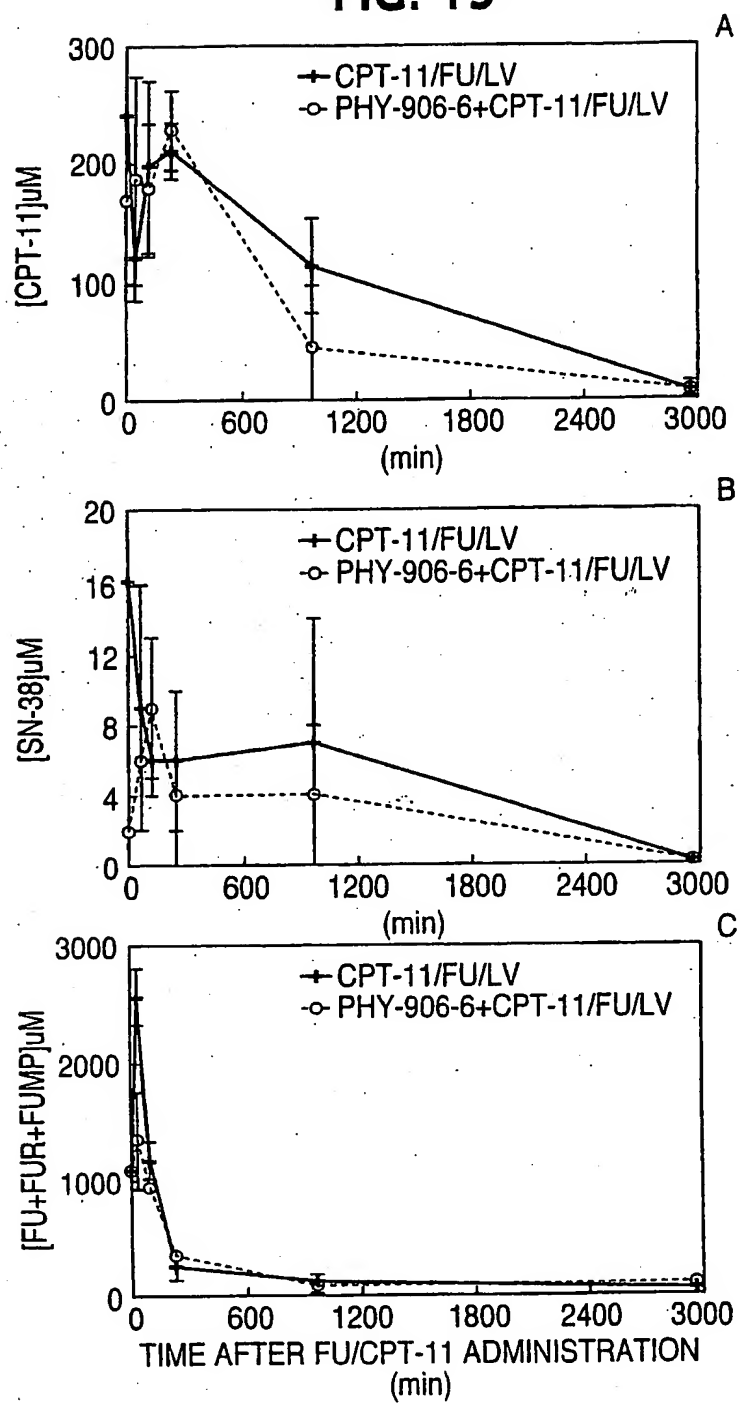 A
300
200
100
0
[CPT-11]uM
CPT-11/FU/LV
PHY-906-6+CPT-11/FU/LV
0 600 1200 1800 2400 3000
(min)
B
20
16
12
8
4
0
[SN-38]uM
CPT-11/FU/LV
PHY-906-6+CPT-11/FU/LV
0 600 1200 1800 2400 3000
(min)
C
3000
2000
1000
0
[FU+FUR+FUMP]uM
CPT-11/FU/LV
PHY-906-6+CPT-11/FU/LV
0 600 1200 1800 2400 3000
TIME AFTER FU/CPT-11 ADMINISTRATION
(min)